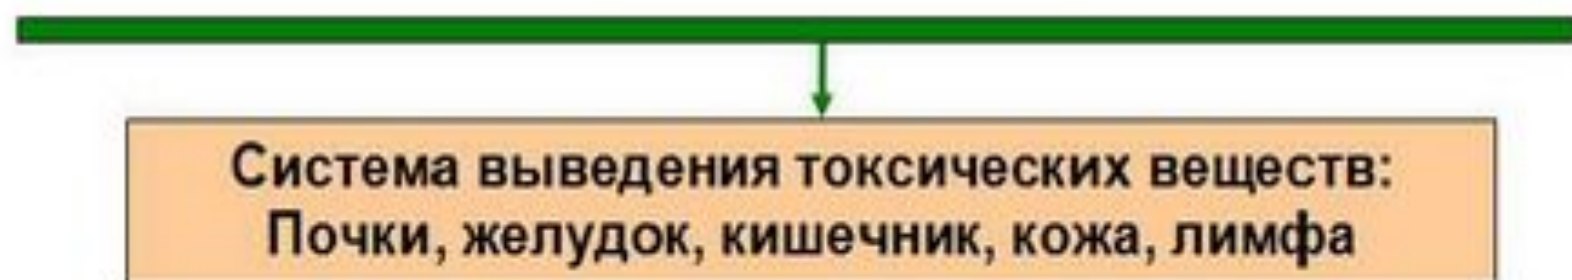 Система выведения токсических веществ:
Почки, желудок, кишечник, кожа, лимфа